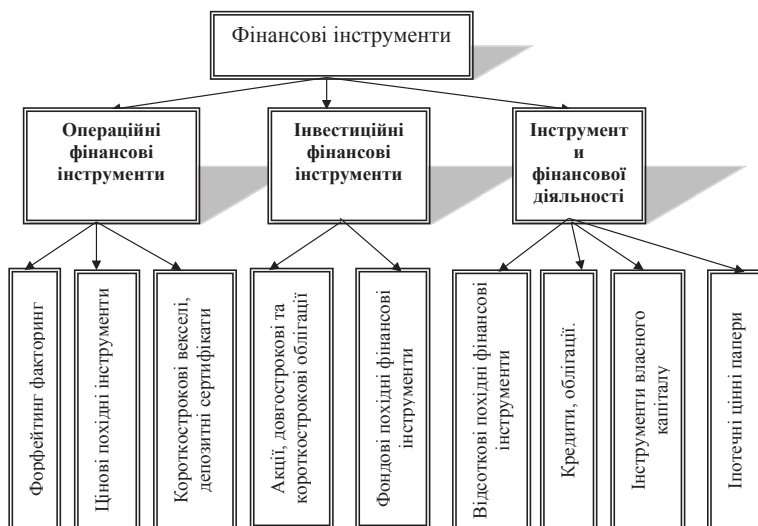 Фінансові інструменти
Операційні
фінансові
інструменти
Інвестиційні
фінансові
інструменти
Інструмент
и
фінансової
діяльності
Форфейтинг факторинг
Цінові похідні інструменти
Короткострокові векселі,
депозитні сертифікати
Акції, довгострокові та
короткострокові облігації
Фондові похідні фінансові
інструменти
Відсоткові похідні фінансові
інструменти
Кредити, облігації.
Інструменти власного
капіталу
Іпотечні цінні папери